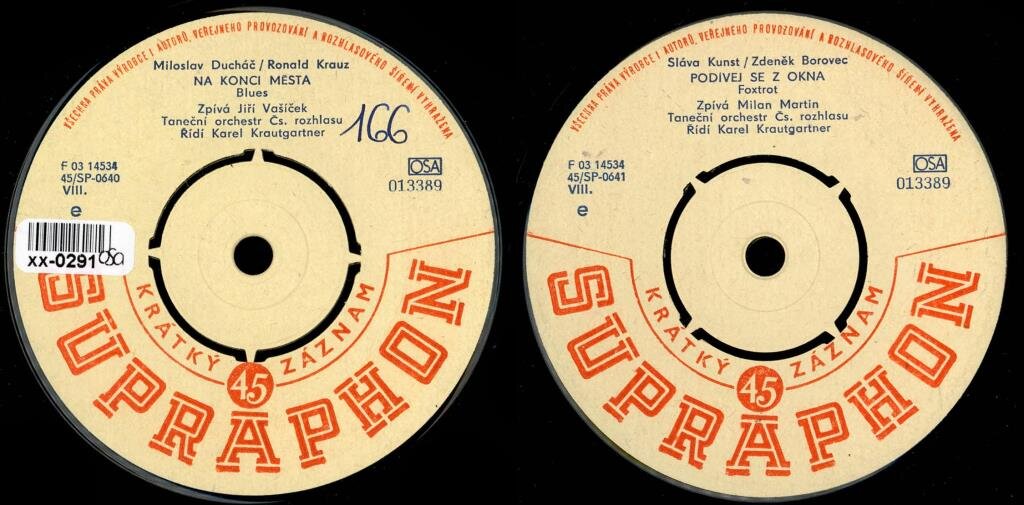 VŠECHNA PRÁVA VÝROBCE I AUTORŮ, VEŘEJNÉHO PROVOZOVÁNÍ A ROZHLASOVÉHO ŠÍŘENÍ VYHRAŽENA
Miloslav Ducháč/Ronald Krauz
NA KONCI MĚSTA
Blues
Zpívá Jiří Vašíček
Taneční orchestr Čs. rozhlasu
Řídí Karel Krautgartner
166
F 03 14534
45/SP-0640
VIII.
e
OSA
013389
xx-0291 osa
KRÁTKÝ 45 ZÁZNAM
SUPRAPHON
VŠECHNA PRÁVA VÝROBCE I AUTORŮ, VEŘEJNÉHO PROVOZOVÁNÍ A ROZHLASOVÉHO ŠÍŘENÍ VYHRAŽENA
Sláva Kunst/Zdeněk Borovec
PODÍVEJ SE Z OKNA
Foxtrot
Zpívá Milan Martin
Taneční orchestr Čs. rozhlasu
Řídí Karel Krautgartner
F 03 14534
45/SP-0641
VIII.
e
OSA
013389
KRÁTKÝ 45 ZÁZNAM
SUPRAPHON